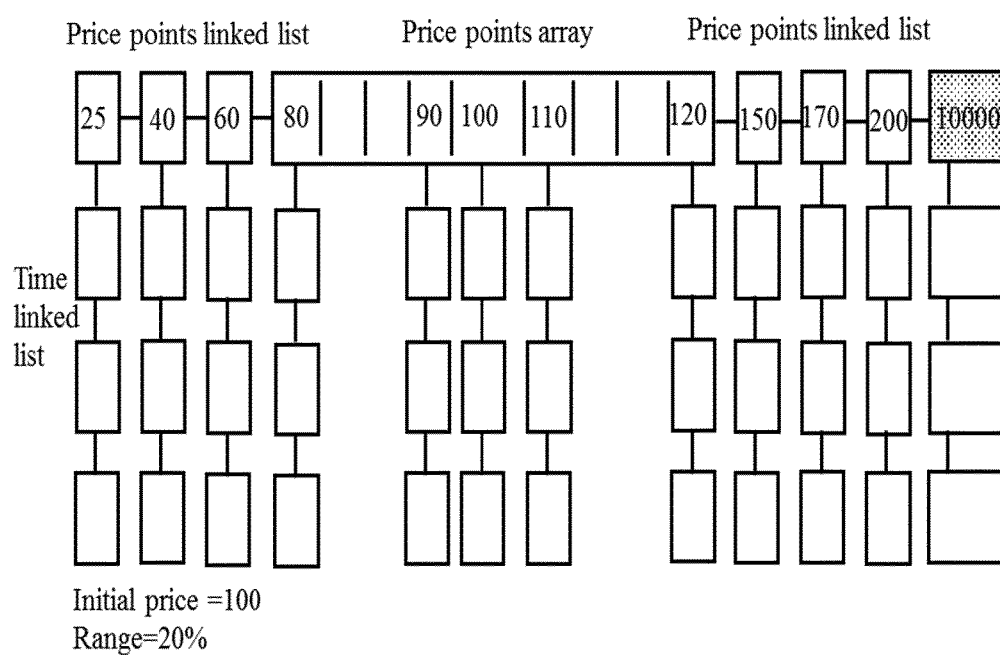 Price points linked list
Price points array
Price points linked list
25 40 60 80 90 100 110 120 150 170 200 10000
Time
linked
list
Initial price =100
Range=20%